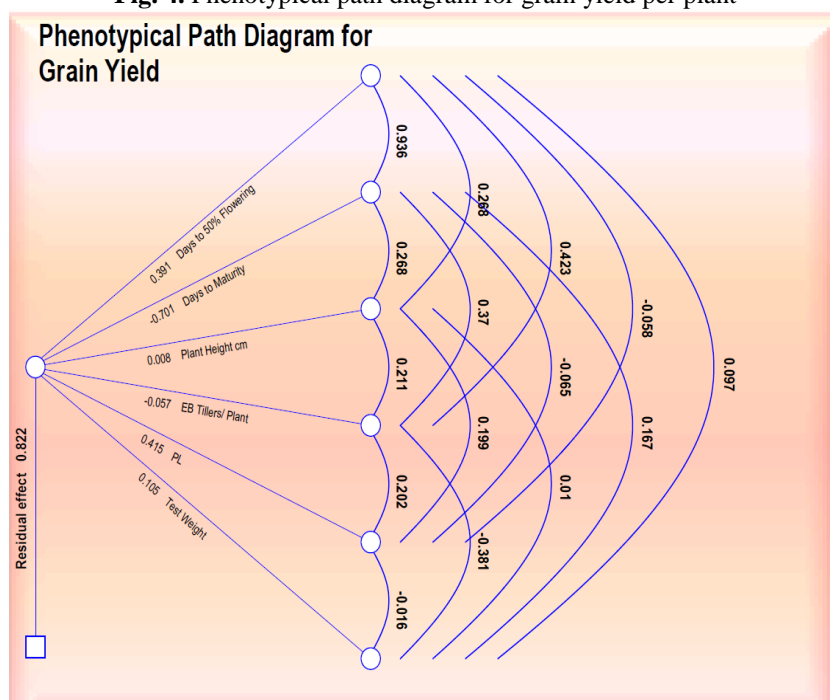 Fig. 4. Phenotypical path diagram for grain yield per plant
Phenotypical Path Diagram for
Grain Yield
0.936
0.268
0.268
0.423
0.391 Days to 50% Flowering
-0.701 Days to Maturity
0.37
-0.058
0.008 Plant Height cm
0.211
-0.065
0.097
-0.057 EB Tillers/ Plant
0.199
0.167
0.415 PL
0.202
0.01
0.105 Test Weight
-0.381
-0.016
Residual effect 0.822